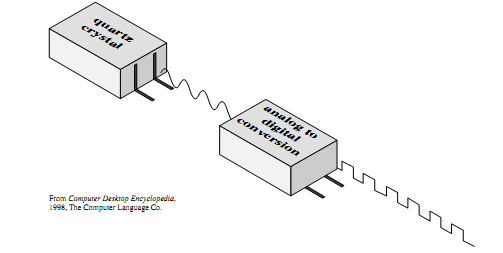 quartz
crystal
analog to
digital
conversion
From Computer Desktop Encyclopedia,
1998, The Computer Language Co.